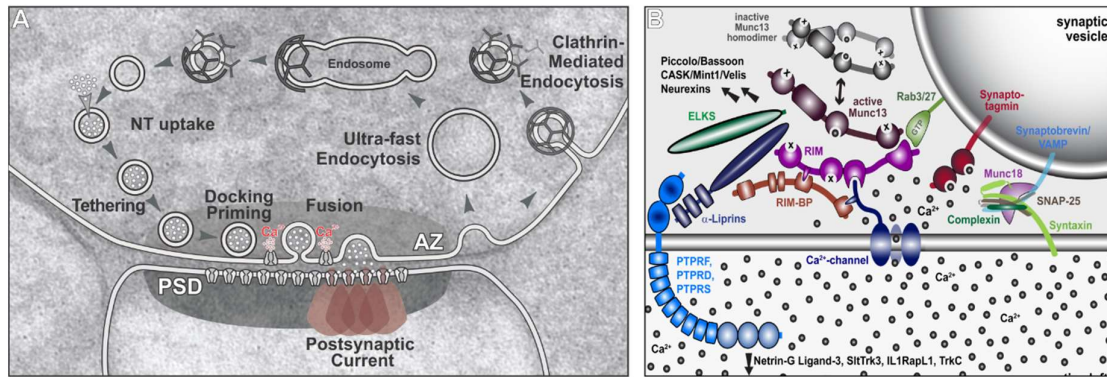 A
Clathrin-
Mediated
Endocytosis
Endosome
NT uptake
Ultra-fast
Endocytosis
Tethering
Docking
Priming
Fusion
Ca²⁺
Ca²⁺
AZ
PSD
Postsynaptic
Current
B
inactive
Munc13
homodimer
synaptic
vesicle
Piccolo/Bassoon
CASK/Mint1/Velis
Neurexins
active
Munc13
Rab3/27
GTP
Synapto-
tagmin
ELKS
Synaptobrevin/
VAMP
RIM
Munc18
RIM-BP
SNAP-25
α-Liprins
Ca²⁺
Complexin
Syntaxin
Ca²⁺-channel
PTPRF,
PTPRD,
PTPRS
Ca²⁺
Ca²⁺
Ca²⁺
Netrin-G Ligand-3, SltTrk3, IL1RapL1, TrkC